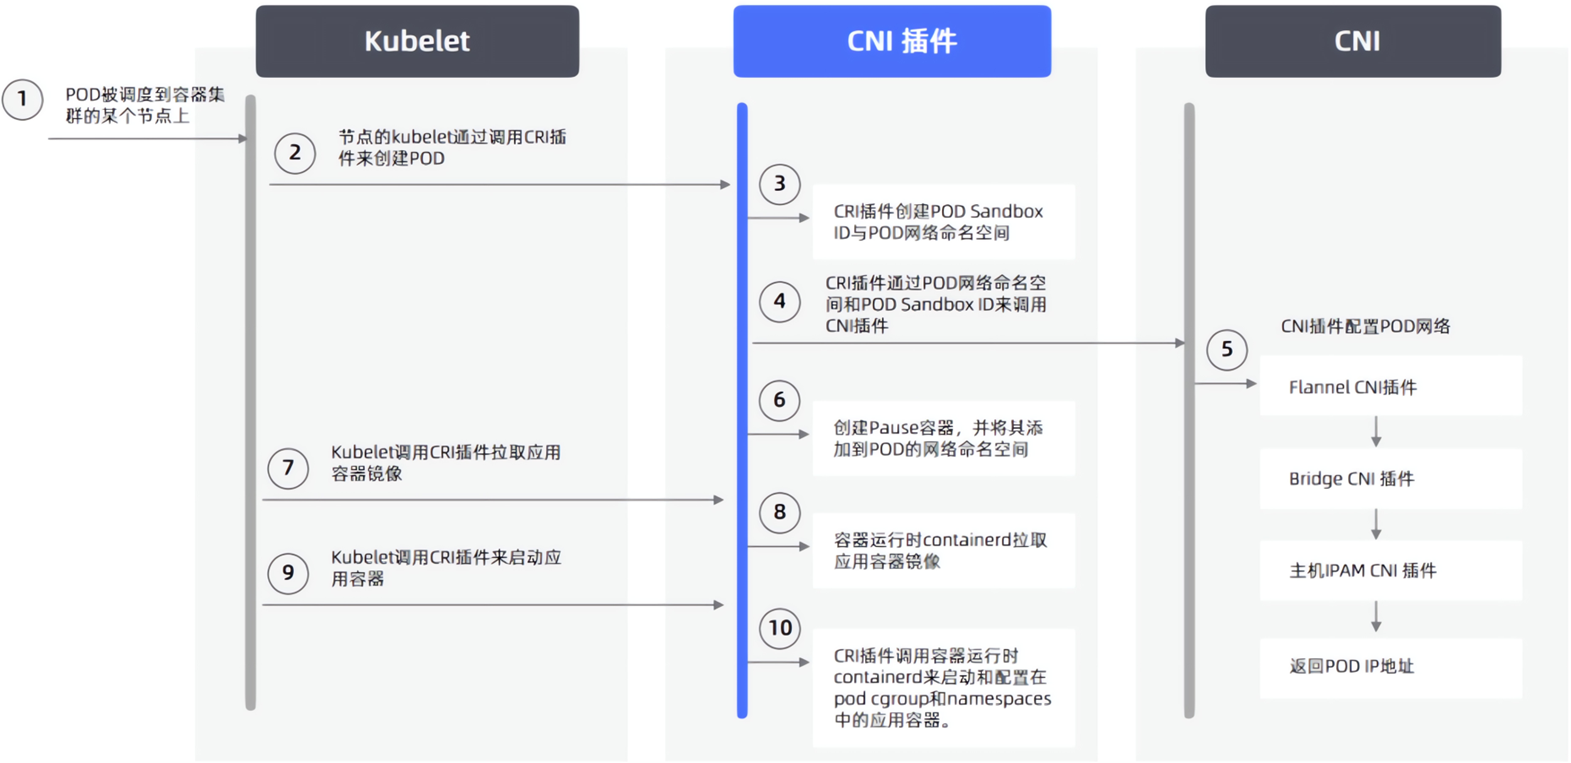 Kubelet
CNI 插件
CNI
1
POD被调度到容器集
群的某个节点上
2
节点的kubelet通过调用CRI插
件来创建POD
3
CRI插件创建POD Sandbox
ID与POD网络命名空间
4
CRI插件通过POD网络命名空
间和POD Sandbox ID来调用
CNI插件
5
CNI插件配置POD网络
Flannel CNI插件
Bridge CNI 插件
主机IPAM CNI 插件
返回POD IP地址
6
创建Pause容器，并将其添
加到POD的网络命名空间
7
Kubelet调用CRI插件拉取应用
容器镜像
8
容器运行时containerd拉取
应用容器镜像
9
Kubelet调用CRI插件来启动应
用容器
10
CRI插件调用容器运行时
containerd来启动和配置在
pod cgroup和namespaces
中的应用容器。